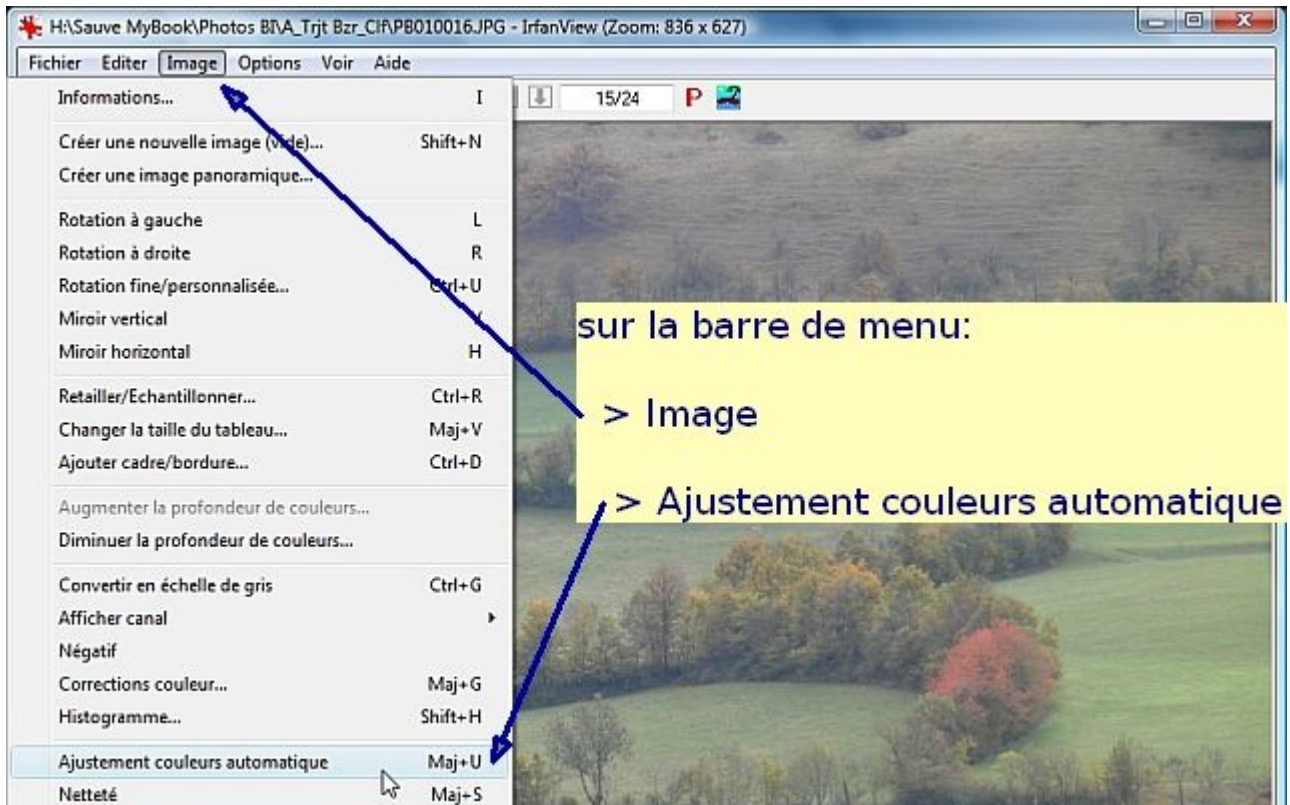 H:\Sauve MyBook\Photos BI\A_Trjt Bzr_Clf\PB010016.JPG - IrfanView (Zoom: 836 x 627)
Fichier Editer Image Options Voir Aide
15/24 P
Informations... I
Créer une nouvelle image (vide)... Shift+N
Créer une image panoramique...
Rotation à gauche L
Rotation à droite R
Rotation fine/personnalisée... Ctrl+U
Miroir vertical V
Miroir horizontal H
Retailler/Echantillonner... Ctrl+R
Changer la taille du tableau... Maj+V
Ajouter cadre/bordure... Ctrl+D
Augmenter la profondeur de couleurs...
Diminuer la profondeur de couleurs...
Convertir en échelle de gris Ctrl+G
Afficher canal
Négatif
Corrections couleur... Maj+G
Histogramme... Shift+H
Ajustement couleurs automatique Maj+U
Netteté Maj+S
sur la barre de menu:
> Image
> Ajustement couleurs automatique